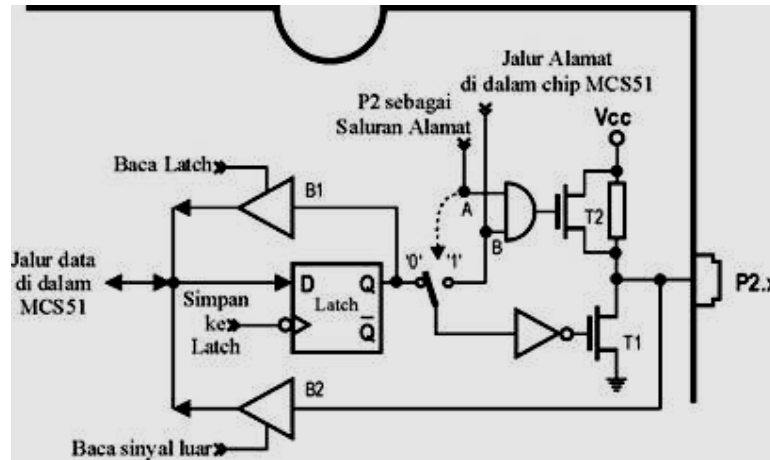 Jalur Alamat
di dalam chip MCS51
P2 sebagai
Saluran Alamat
Vcc
Baca Latch
B1
A
T2
B
Jalur data
di dalam
MCS51
'0'
'1'
D
Q
Latch
Q̅
Simpan
ke
Latch
P2.x
T1
B2
Baca sinyal luar